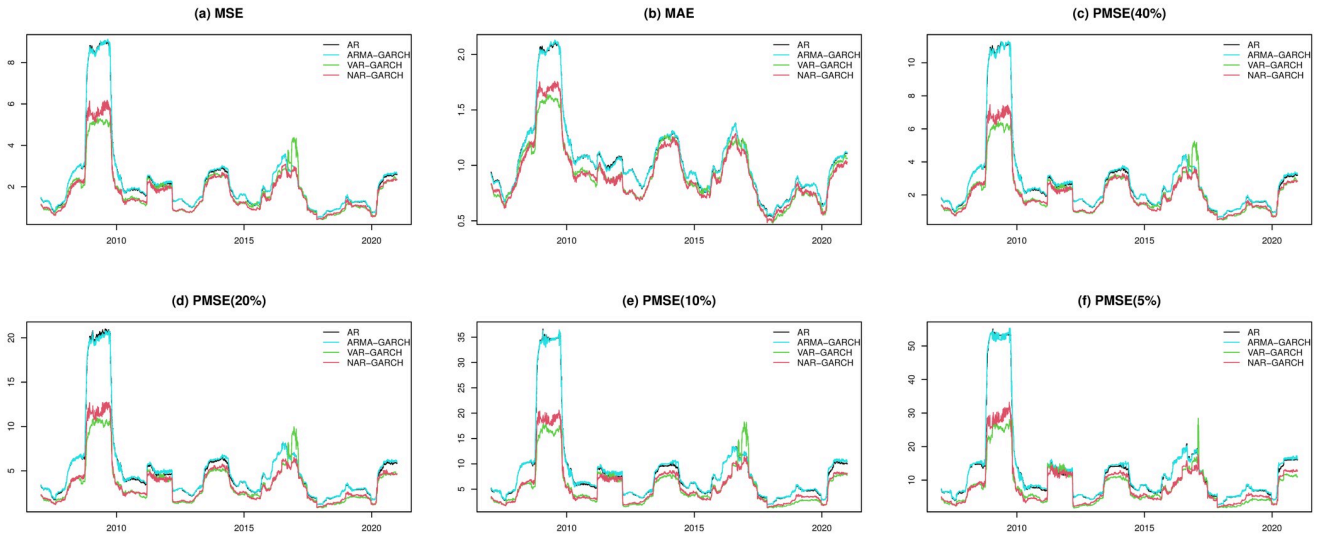 (a) MSE
AR
ARMA−GARCH
VAR−GARCH
NAR−GARCH
8
6
4
2
2010
2015
2020
(b) MAE
AR
ARMA−GARCH
VAR−GARCH
NAR−GARCH
2.0
1.5
1.0
0.5
2010
2015
2020
(c) PMSE(40%)
AR
ARMA−GARCH
VAR−GARCH
NAR−GARCH
10
8
6
4
2
2010
2015
2020
(d) PMSE(20%)
AR
ARMA−GARCH
VAR−GARCH
NAR−GARCH
20
15
10
5
2010
2015
2020
(e) PMSE(10%)
AR
ARMA−GARCH
VAR−GARCH
NAR−GARCH
35
30
25
20
15
10
5
2010
2015
2020
(f) PMSE(5%)
AR
ARMA−GARCH
VAR−GARCH
NAR−GARCH
50
40
30
20
10
2010
2015
2020